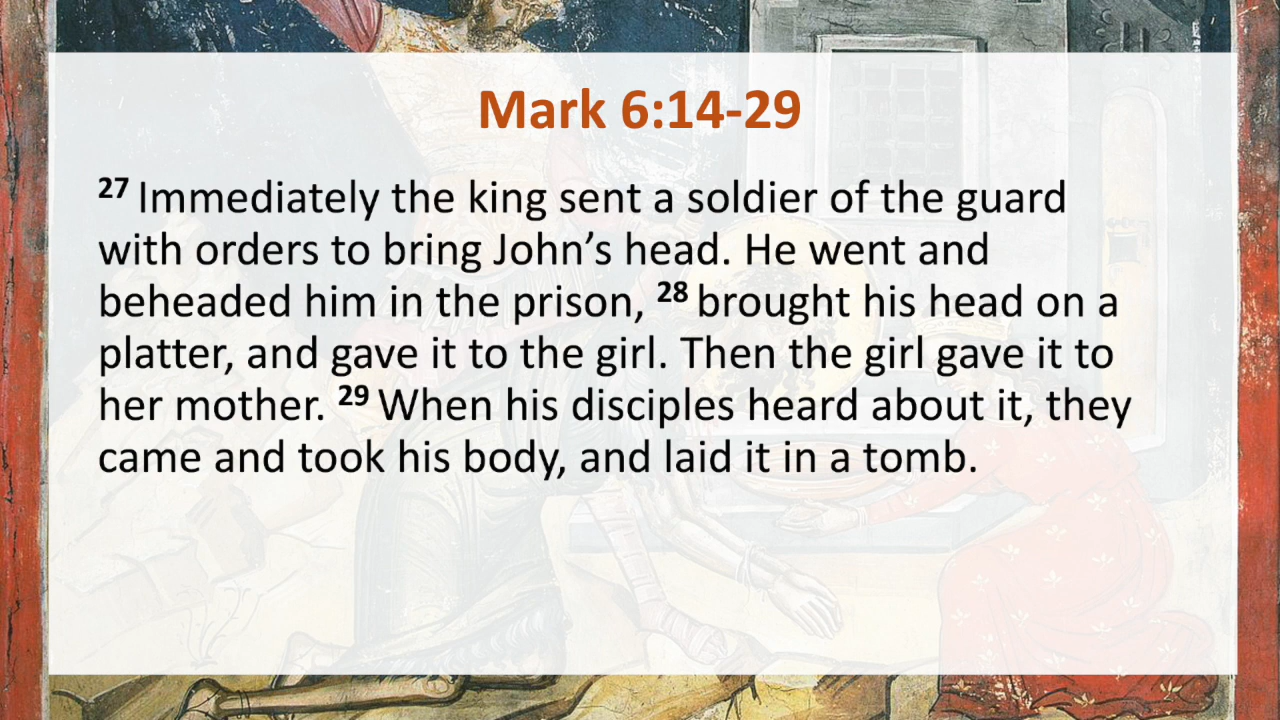 Mark 6:14-29
27 Immediately the king sent a soldier of the guard
with orders to bring John’s head. He went and
beheaded him in the prison, 28 brought his head on a
platter, and gave it to the girl. Then the girl gave it to
her mother. 29 When his disciples heard about it, they
came and took his body, and laid it in a tomb.